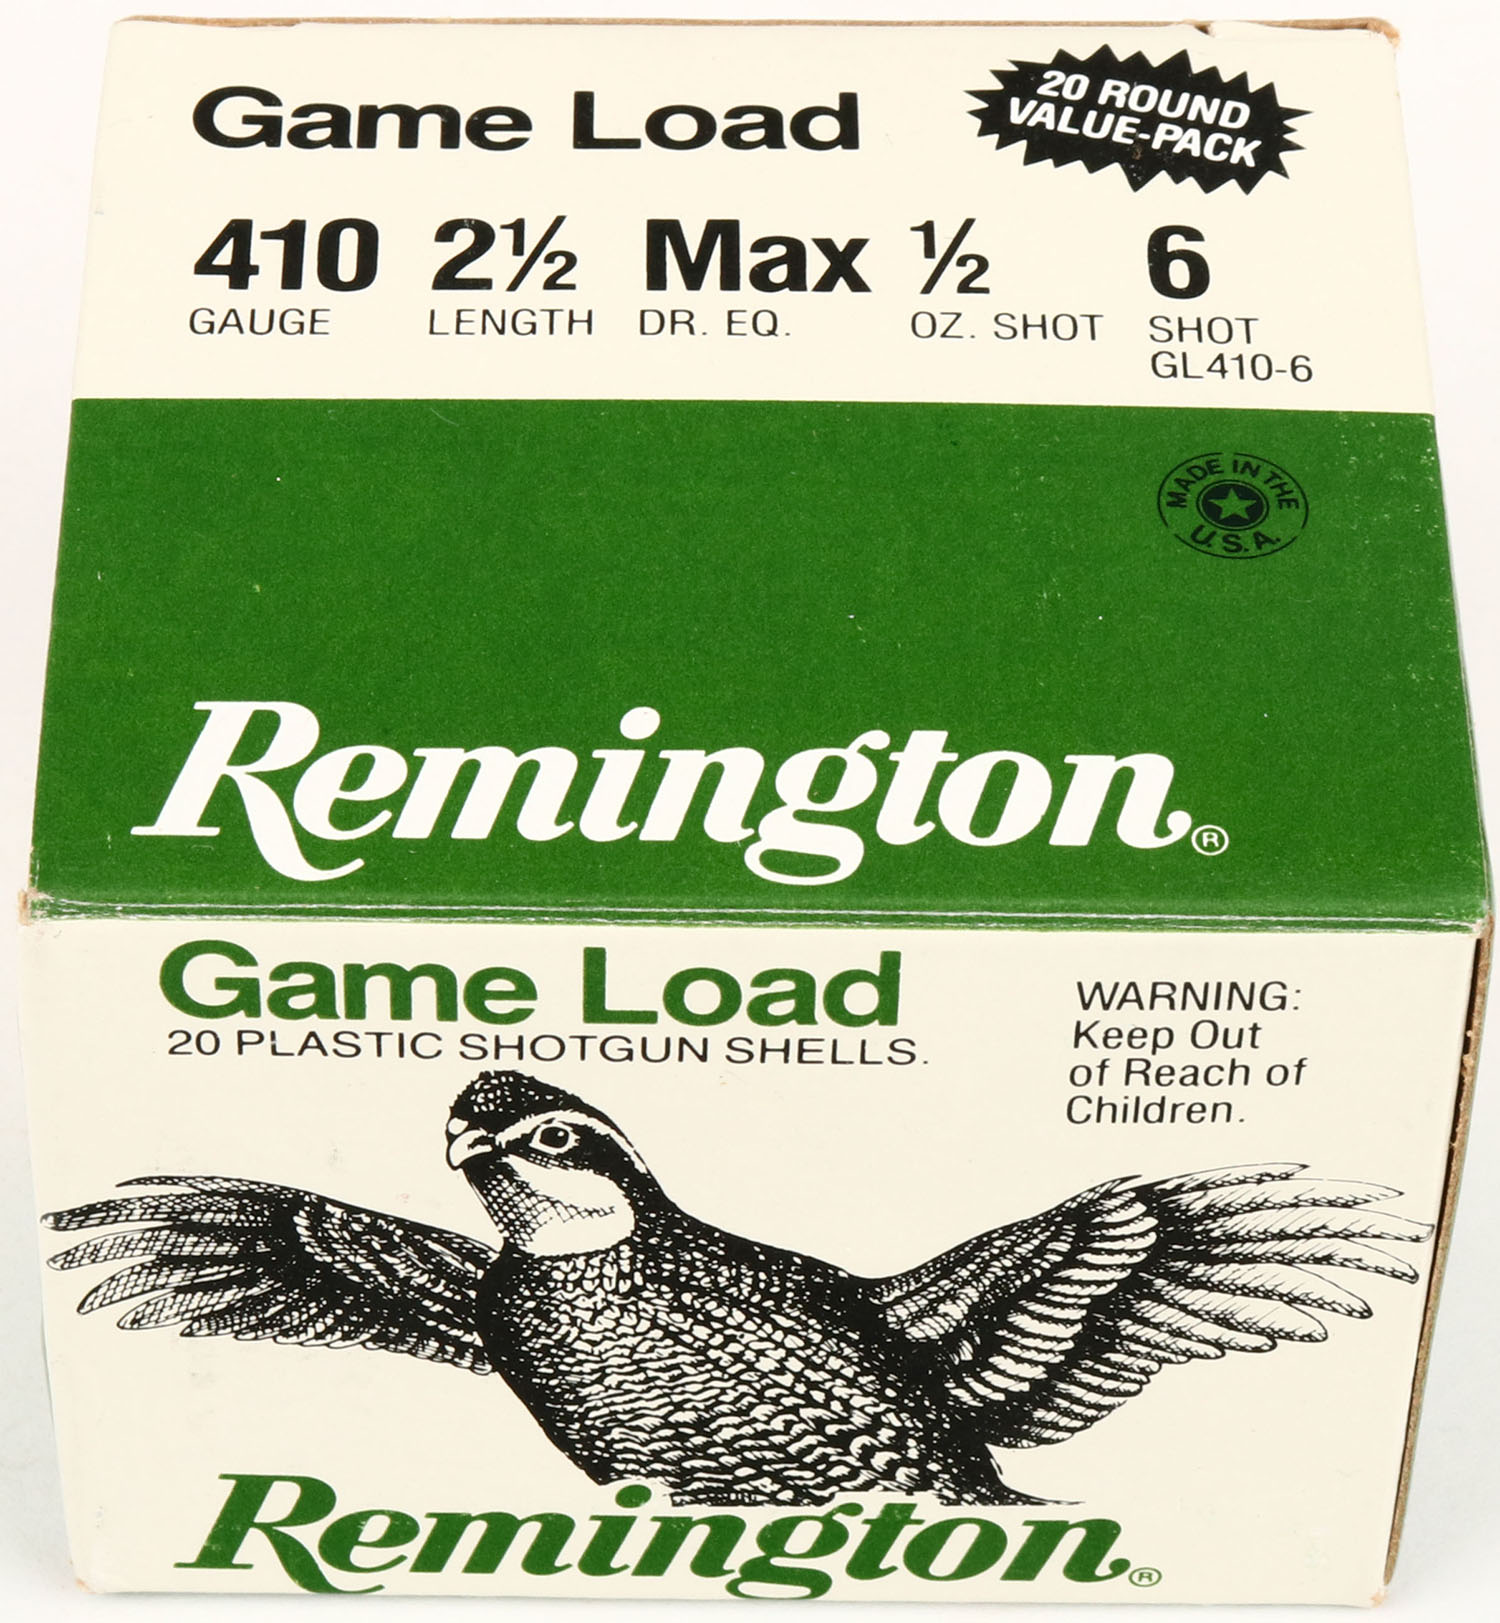 Game Load
20 ROUND
VALUE-PACK
410 2½ Max ½ 6
GAUGE LENGTH DR. EQ. OZ. SHOT SHOT
GL410-6
MADE IN THE
U.S.A.
Remington®
Game Load
20 PLASTIC SHOTGUN SHELLS.
WARNING:
Keep Out
of Reach of
Children.
Remington®